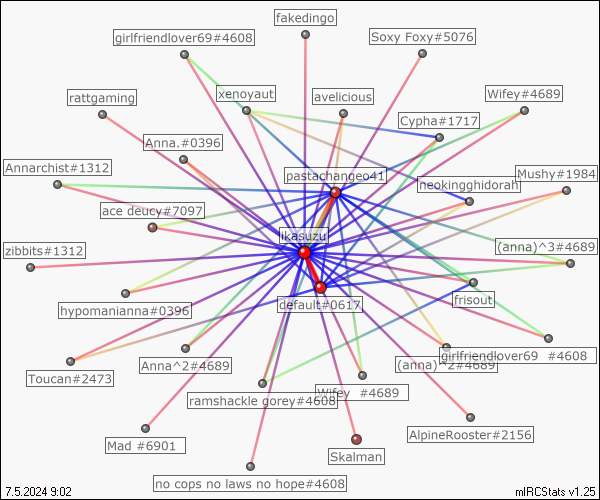 fakedingo
girlfriendlover69#4608
Soxy Foxy#5076
xenoyaut
avelicious
Wifey#4689
rattgaming
Cypha#1717
Anna.#0396
Annarchist#1312
pastachangeo41
Mushy#1984
neokingghidorah
ace deucy#7097
ikasuzu
(anna)^3#4689
zibbits#1312
hypomanianna#0396
default#0617
frisout
Anna^2#4689
(anna)^2#4689
girlfriendlover69 #4608
Toucan#2473
ramshackle gorey#4608
Wifey #4689
Mad #6901
Skalman
AlpineRooster#2156
no cops no laws no hope#4608
7.5.2024 9:02
mIRCStats v1.25